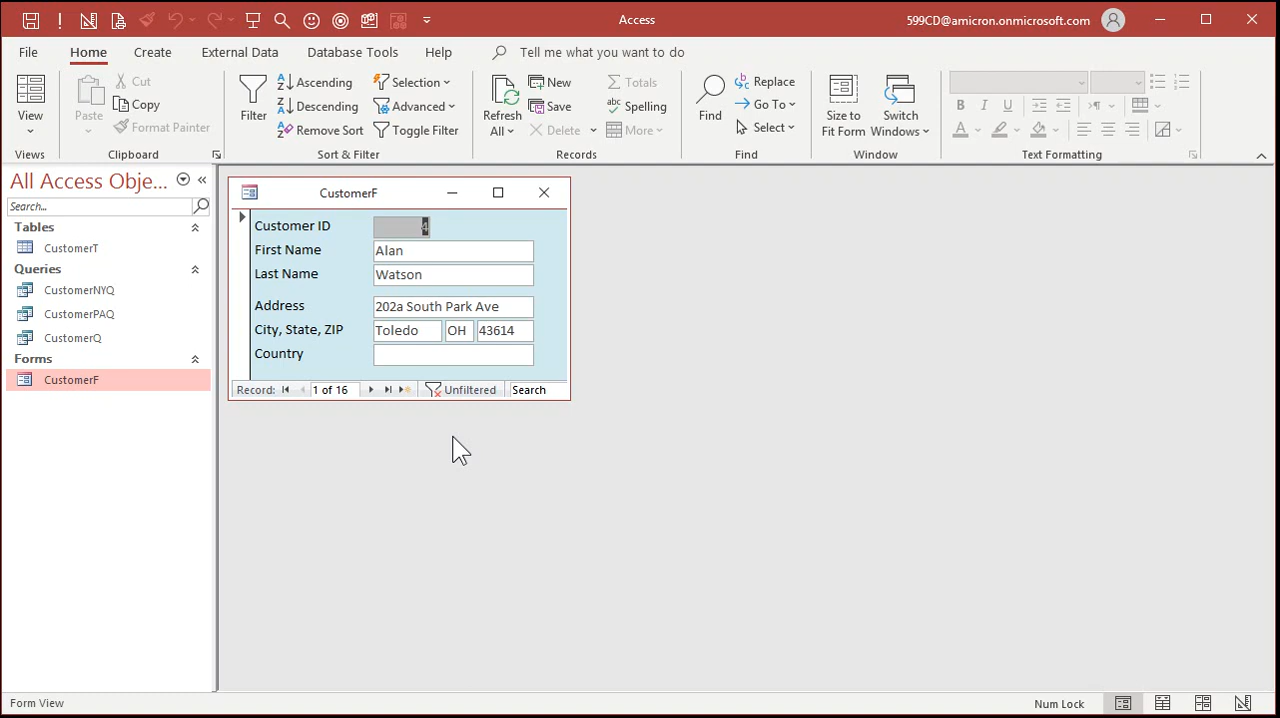 Access
599CD@amicron.onmicrosoft.com
File Home Create External Data Database Tools Help Tell me what you want to do
View
Views
Paste
Cut
Copy
Format Painter
Clipboard
Filter
Ascending
Descending
Remove Sort
Selection
Advanced
Toggle Filter
Sort & Filter
Refresh
All
New
Save
Delete
Totals
Spelling
More
Records
Find
Replace
Go To
Select
Find
Size to
Fit Form
Switch
Windows
Window
B I U
A
Text Formatting
All Access Obje...
Search...
Tables
CustomerT
Queries
CustomerNYQ
CustomerPAQ
CustomerQ
Forms
CustomerF
CustomerF
Customer ID 4
First Name Alan
Last Name Watson
Address 202a South Park Ave
City, State, ZIP Toledo OH 43614
Country
Record: 1 of 16 Unfiltered Search
Form View
Num Lock